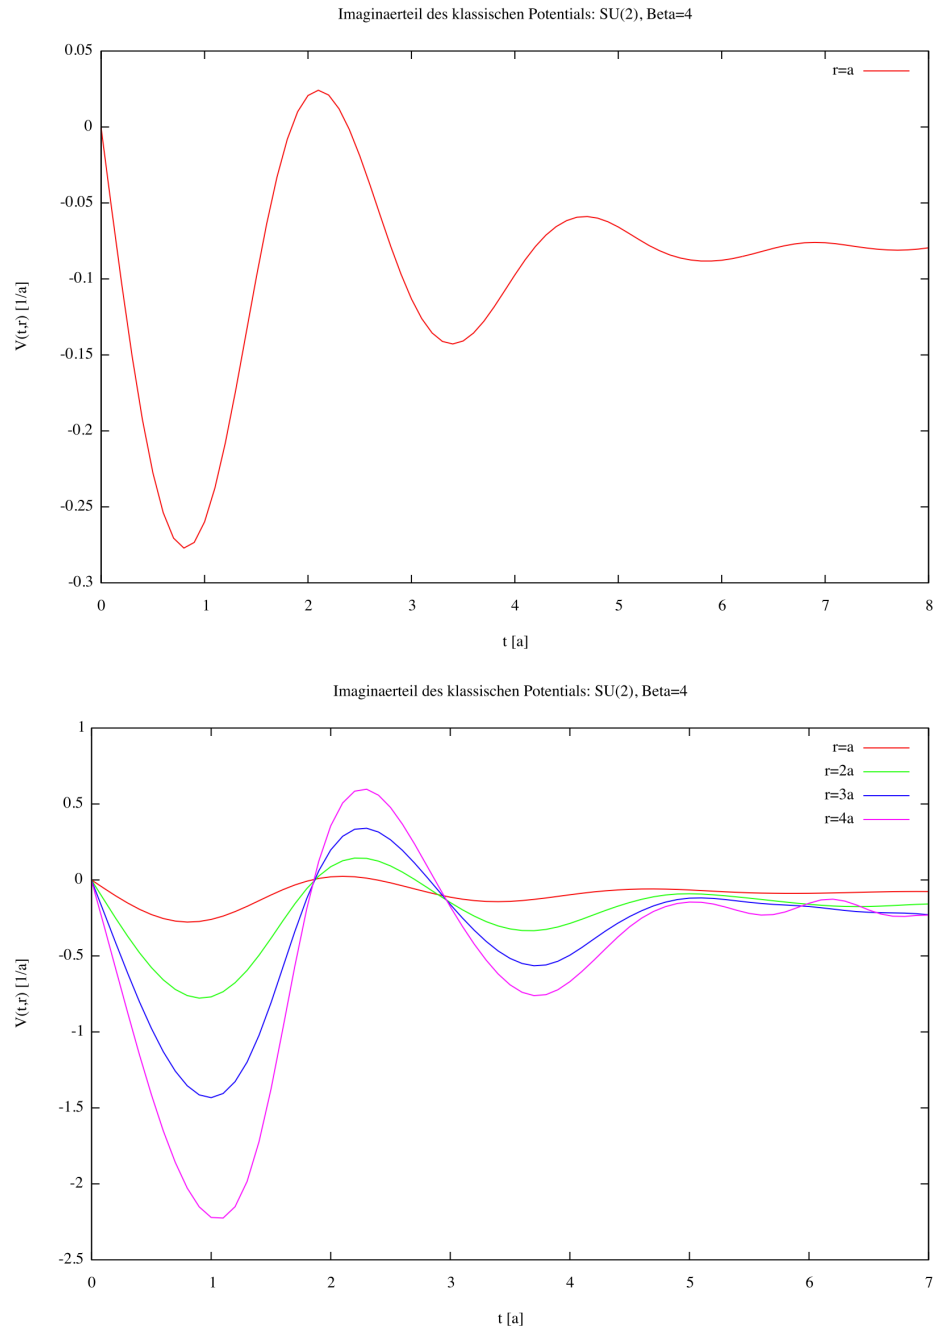 Imaginaerteil des klassischen Potentials: SU(2), Beta=4
r=a
0.05
0
-0.05
-0.1
-0.15
-0.2
-0.25
-0.3
V(t,r) [1/a]
0 1 2 3 4 5 6 7 8
t [a]
Imaginaerteil des klassischen Potentials: SU(2), Beta=4
r=a
r=2a
r=3a
r=4a
1
0.5
0
-0.5
-1
-1.5
-2
-2.5
V(t,r) [1/a]
0 1 2 3 4 5 6 7
t [a]